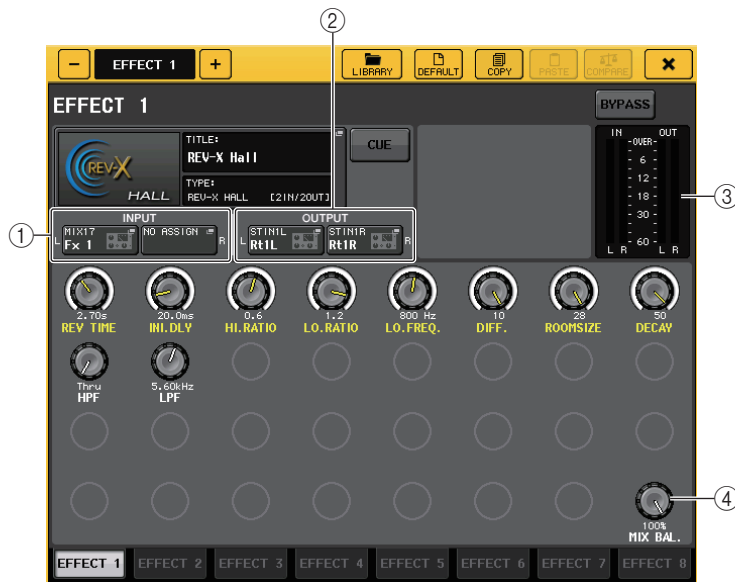 ②
− EFFECT 1 + LIBRARY DEFAULT COPY PASTE COMPARE ×
EFFECT 1 BYPASS
REV-X HALL
TITLE:
REV-X Hall
TYPE:
REV-X HALL [2IN/2OUT]
CUE
IN OUT
-OVER-
- 6 -
- 12 -
- 18 -
- 30 -
- 60 -
L R L R
③
①
INPUT OUTPUT
L MIX17 Fx 1 NO ASSIGN R
L STIN1L Rt1L STIN1R Rt1R R
2.70s 20.0ms 0.6 1.2 800 Hz 10 28 50
REV TIME INI.DLY HI.RATIO LO.RATIO LO.FREQ. DIFF. ROOMSIZE DECAY
Thru 5.60kHz
HPF LPF
④
100%
MIX BAL.
EFFECT 1 EFFECT 2 EFFECT 3 EFFECT 4 EFFECT 5 EFFECT 6 EFFECT 7 EFFECT 8